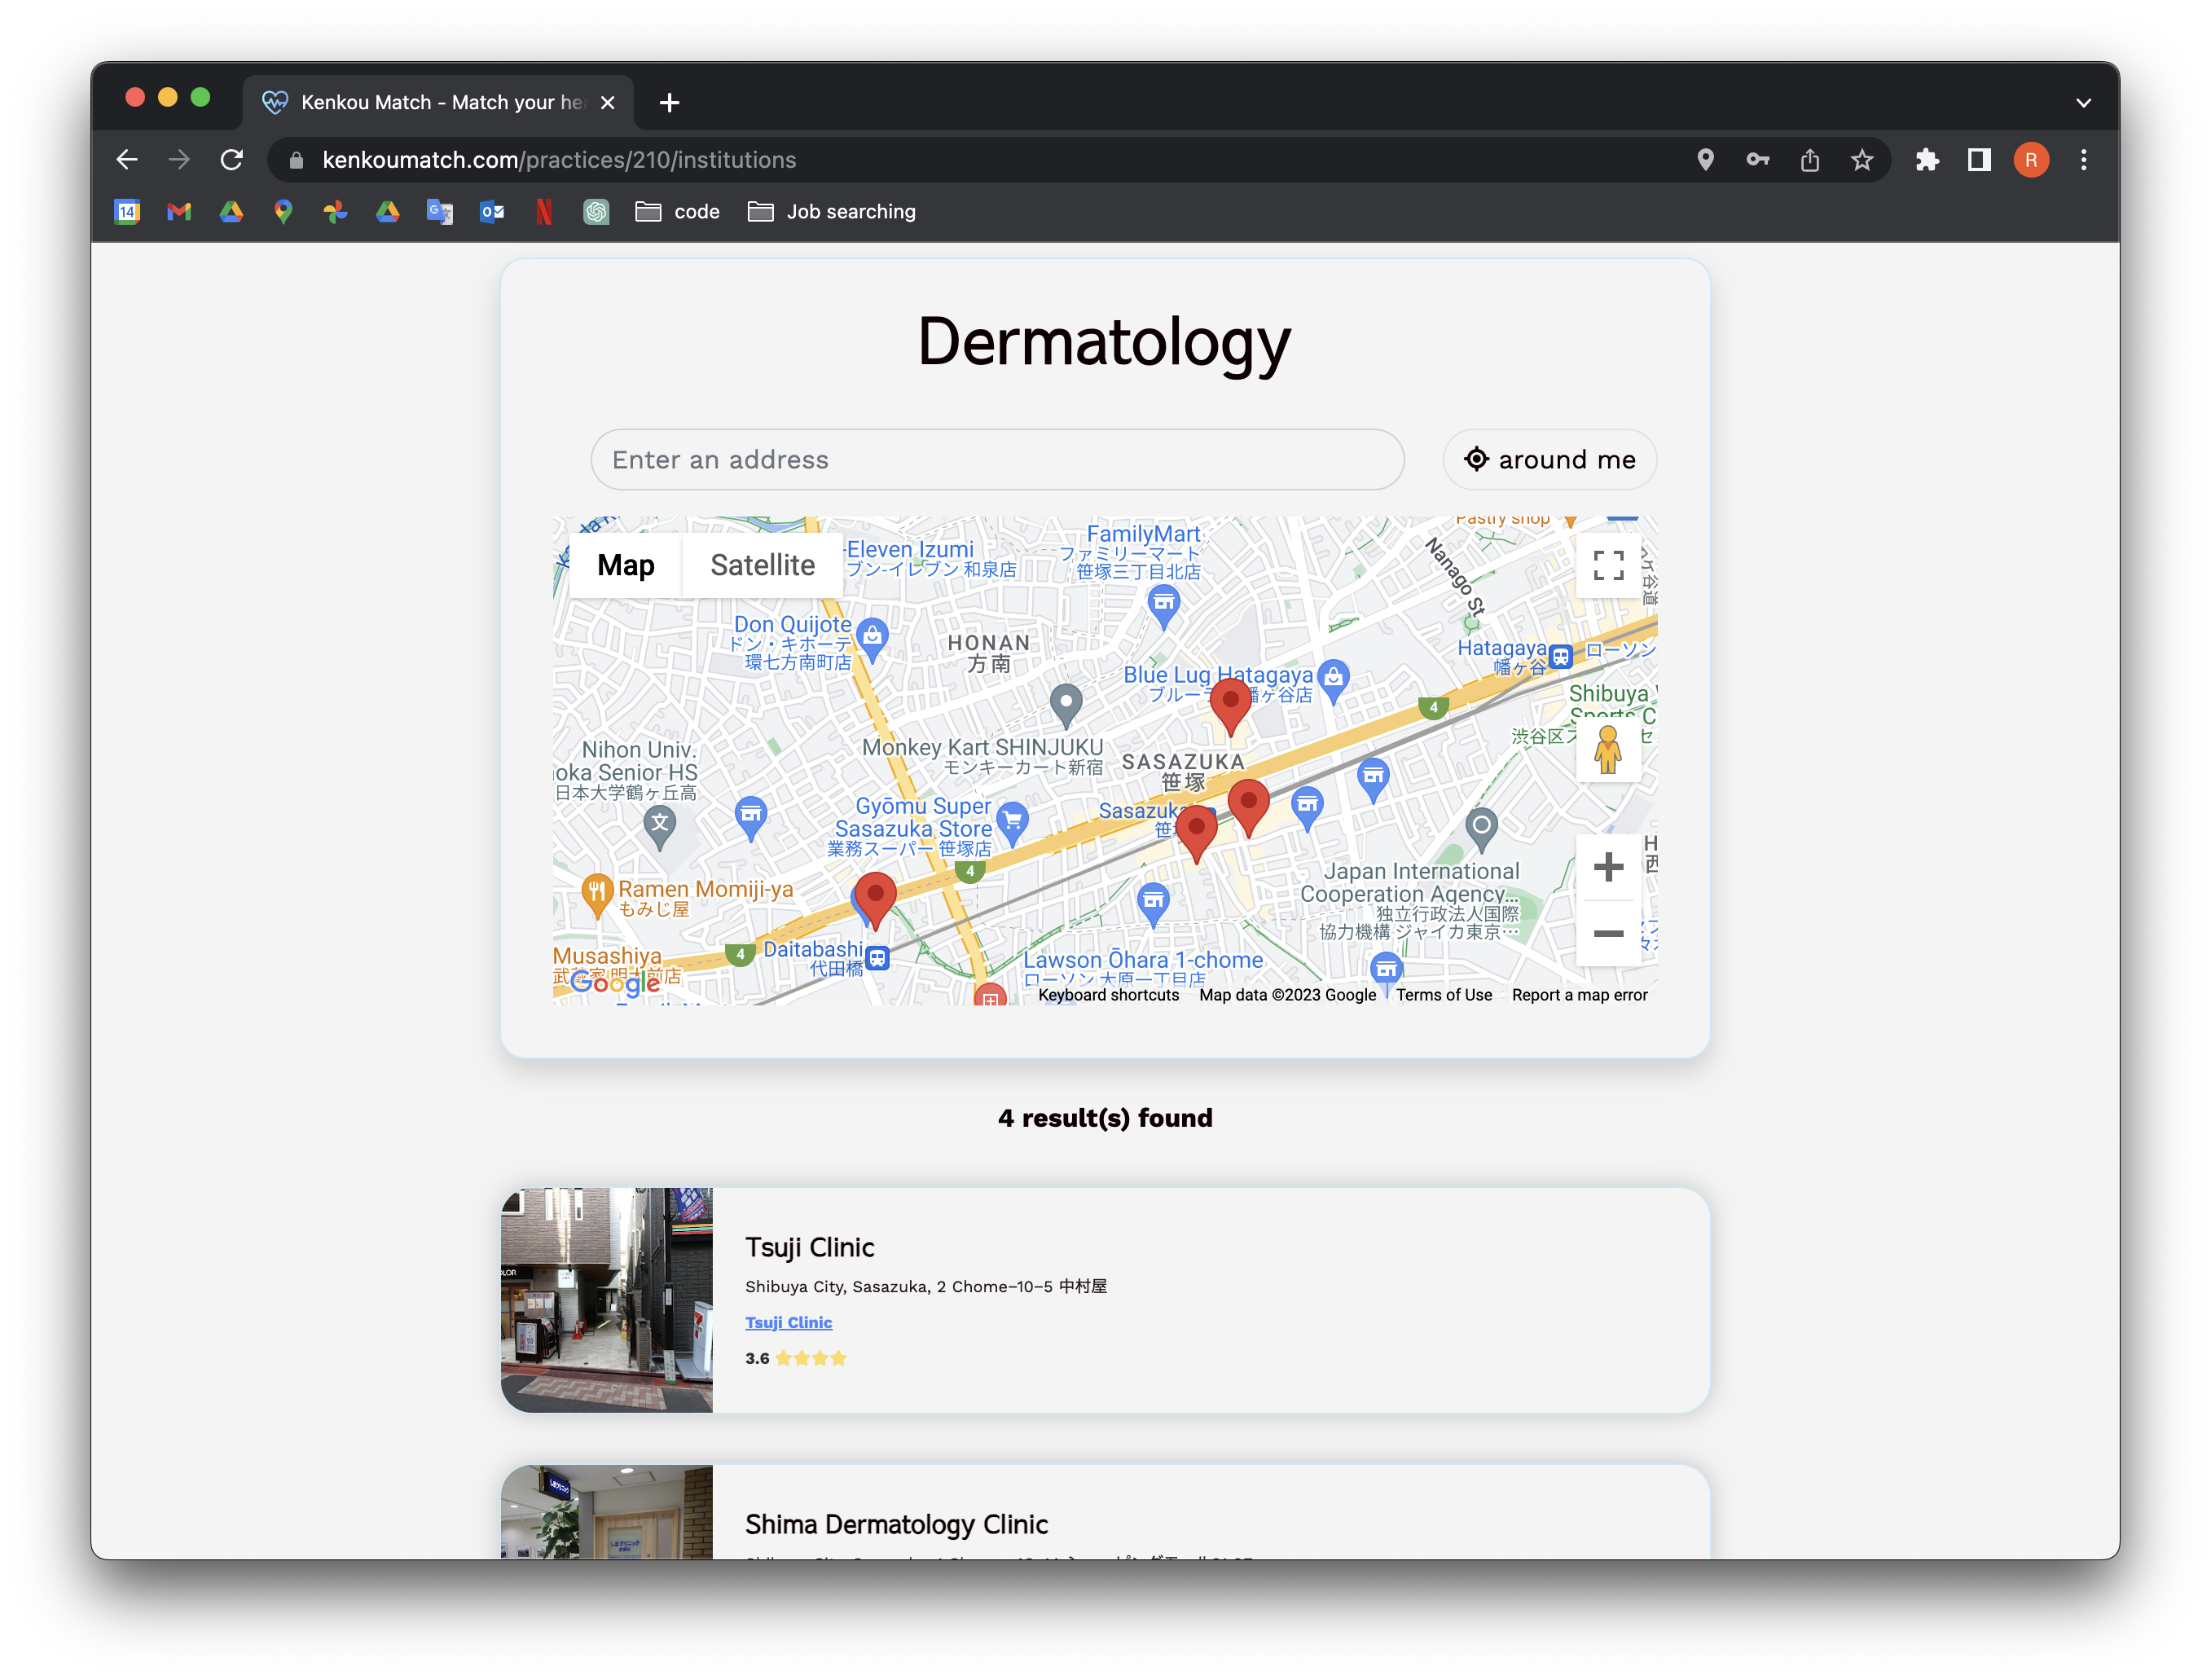 Kenkou Match - Match your he
kenkoumatch.com/practices/210/institutions
R
14
code
Job searching
Dermatology
Enter an address
around me
Map
Satellite
-Eleven Izumi
ブン-イレブン 和泉店
FamilyMart
ファミリーマート
笹塚三丁目北店
Pastry shop
Nanago St
Don Quijote
ドン・キホーテ
環七方南町店
HONAN
方南
Hatagaya
幡ヶ谷
ローソン
Blue Lug Hatagaya
幡ヶ谷店
Shibuya
Sports C
4
Nihon Univ.
oka Senior HS
日本大学鶴ヶ丘高
Monkey Kart SHINJUKU
モンキーカート新宿
SASAZUKA
笹塚
Gyōmu Super
Sasazuka Store
業務スーパー 笹塚店
Sasazuka
文
4
Japan International
Cooperation Agency...
独立行政法人国際
協力機構 ジャイカ東京…
Ramen Momiji-ya
もみじ屋
4
Daitabashi
代田橋
Musashiya
Google
Lawson Ōhara 1-chome
ローソン 大原一丁目店
Keyboard shortcuts
Map data ©2023 Google
Terms of Use
Report a map error
4 result(s) found
Tsuji Clinic
Shibuya City, Sasazuka, 2 Chome−10−5 中村屋
Tsuji Clinic
3.6
Shima Dermatology Clinic